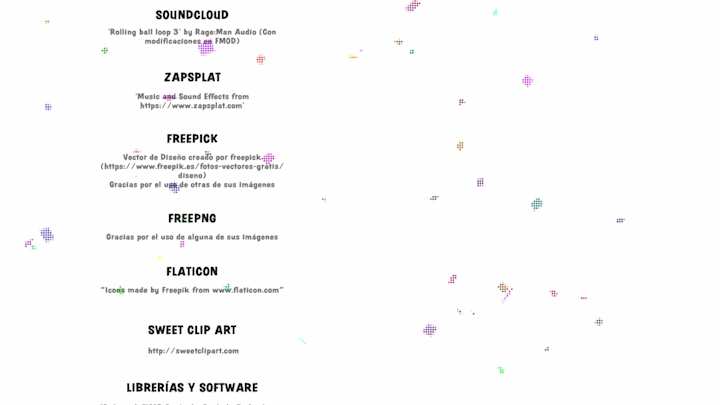 SOUNDCLOUD
'Rolling ball loop 3' by Rage:Man Audio (Con
modificaciones en FMOD)
ZAPSPLAT
'Music and Sound Effects from
https://www.zapsplat.com'
FREEPICK
Vector de Diseño creado por freepick
(https://www.freepik.es/fotos-vectores-gratis/
diseno)
Gracias por el uso de otras de sus imágenes
FREEPNG
Gracias por el uso de alguna de sus imágenes
FLATICON
"Icons made by Freepik from www.flaticon.com"
SWEET CLIP ART
http://sweetclipart.com
LIBRERÍAS Y SOFTWARE